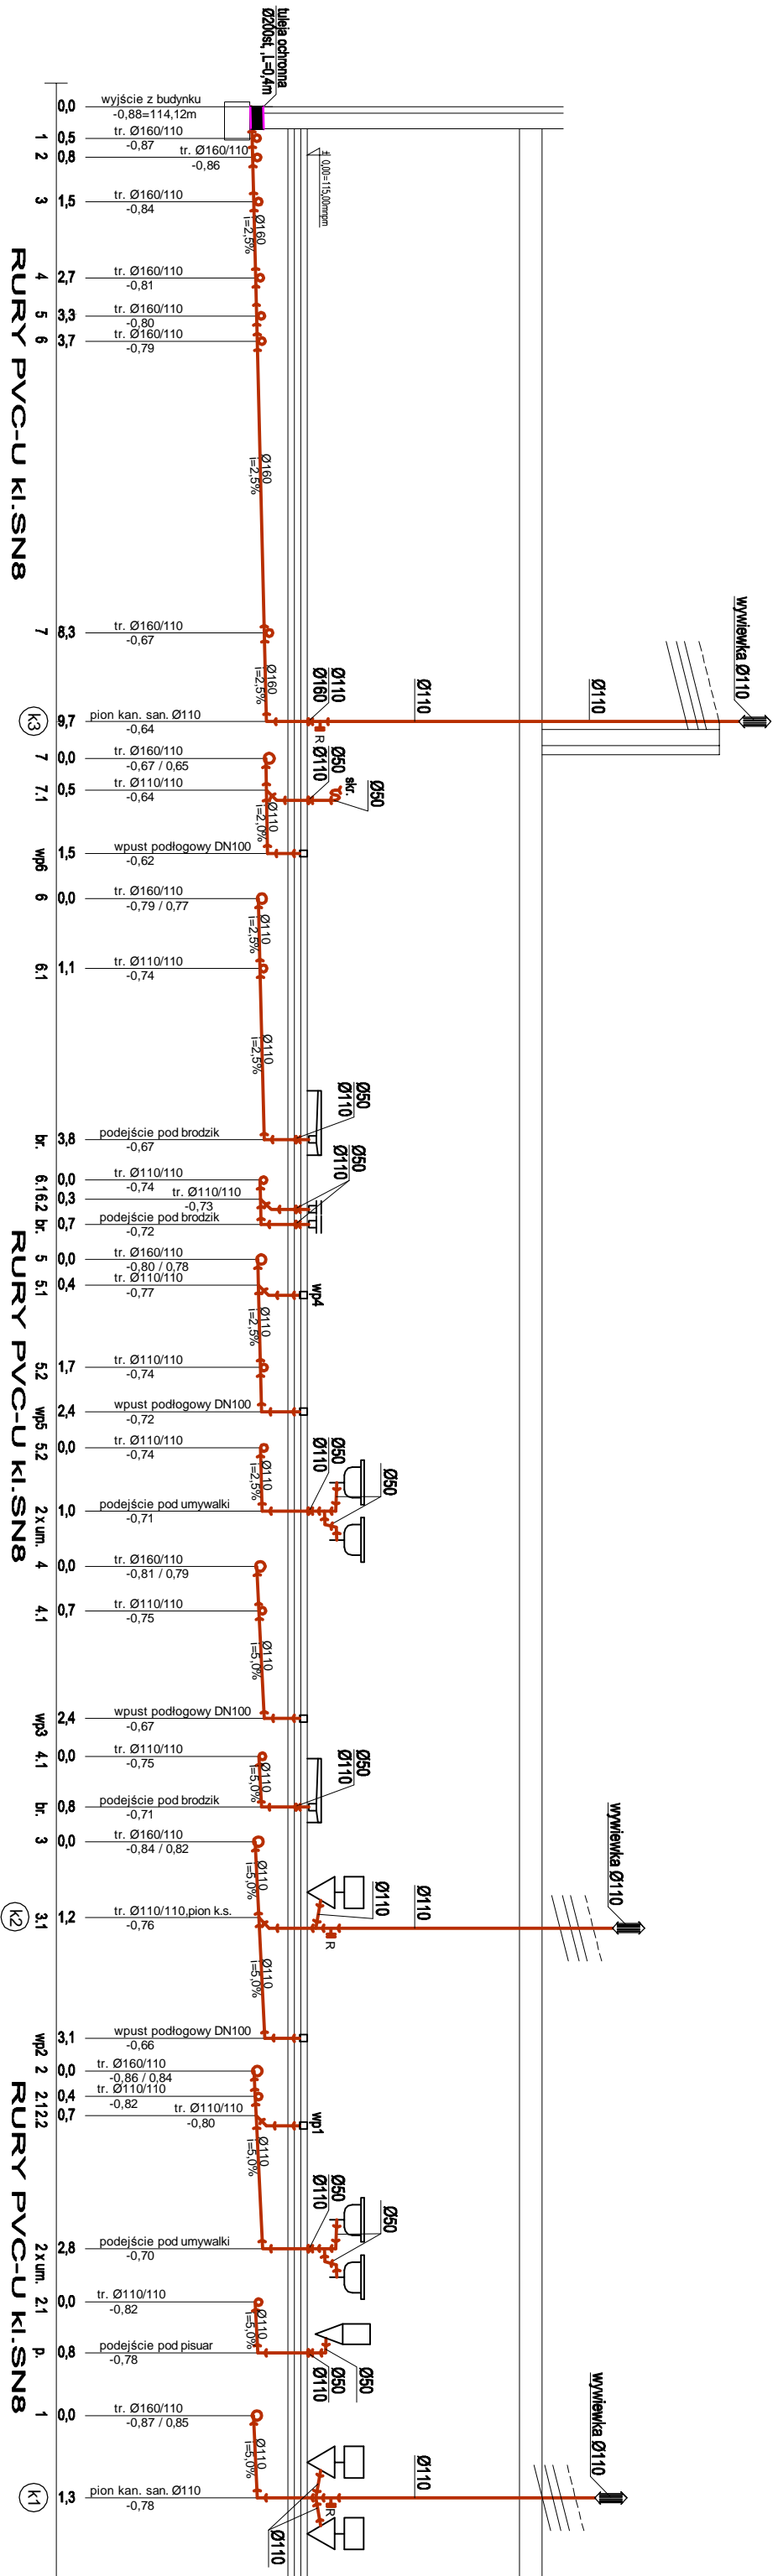 tuleja ochronna
Ø200st, ,L=0,4m
0,0
wyjście z budynku
-0,88=114,12m
1
0,5
tr. Ø160/110
-0,87
2
0,8
tr. Ø160/110
-0,86
± 0,00=115,00mnpm
3
1,5
tr. Ø160/110
-0,84
Ø160
i=2,5%
4
2,7
tr. Ø160/110
-0,81
5
3,3
tr. Ø160/110
-0,80
6
3,7
tr. Ø160/110
-0,79
RURY PVC-U kl.SN8
Ø160
i=2,5%
7
8,3
tr. Ø160/110
-0,67
Ø160
i=2,5%
Ø110
Ø160
Ø110
Ø110
wywiewka Ø110
k3
9,7
pion kan. san. Ø110
-0,64
R
7
0,0
tr. Ø160/110
-0,67 / 0,65
7.1
0,5
tr. Ø110/110
-0,64
Ø50
Ø110
skr.
Ø50
Ø110
i=2,0%
wp6
1,5
wpust podłogowy DN100
-0,62
6
0,0
tr. Ø160/110
-0,79 / 0,77
Ø110
i=2,5%
6.1
1,1
tr. Ø110/110
-0,74
Ø110
i=2,5%
Ø50
Ø110
br.
3,8
podejście pod brodzik
-0,67
Ø50
Ø110
6.1
0,0
tr. Ø110/110
-0,74
6.2
0,3
tr. Ø110/110
-0,73
br.
0,7
podejście pod brodzik
-0,72
5
0,0
tr. Ø160/110
-0,80 / 0,78
5.1
0,4
tr. Ø110/110
-0,77
wp4
RURY PVC-U kl.SN8
Ø110
i=2,5%
5.2
1,7
tr. Ø110/110
-0,74
wp5
2,4
wpust podłogowy DN100
-0,72
5.2
0,0
tr. Ø110/110
-0,74
Ø110
i=2,5%
Ø50
Ø110
Ø50
2 x um.
1,0
podejście pod umywalki
-0,71
4
0,0
tr. Ø160/110
-0,81 / 0,79
4.1
0,7
tr. Ø110/110
-0,75
Ø110
i=5,0%
wp3
2,4
wpust podłogowy DN100
-0,67
4.1
0,0
tr. Ø110/110
-0,75
Ø110
i=5,0%
Ø50
Ø110
br.
0,8
podejście pod brodzik
-0,71
3
0,0
tr. Ø160/110
-0,84 / 0,82
Ø110
i=5,0%
Ø110
Ø110
wywiewka Ø110
k2
3.1
1,2
tr. Ø110/110,pion k.s.
-0,76
R
Ø110
i=5,0%
wp2
3,1
wpust podłogowy DN100
-0,66
2
0,0
tr. Ø160/110
-0,86 / 0,84
2.1
0,4
tr. Ø110/110
-0,82
2.2
0,7
tr. Ø110/110
-0,80
wp1
RURY PVC-U kl.SN8
Ø110
i=5,0%
Ø50
Ø110
Ø50
2 x um.
2,8
podejście pod umywalki
-0,70
2.1
0,0
tr. Ø110/110
-0,82
Ø110
i=5,0%
p.
0,8
podejście pod pisuar
-0,78
Ø50
Ø110
Ø50
1
0,0
tr. Ø160/110
-0,87 / 0,85
Ø110
i=5,0%
Ø110
wywiewka Ø110
k1
1,3
pion kan. san. Ø110
-0,78
R
Ø110